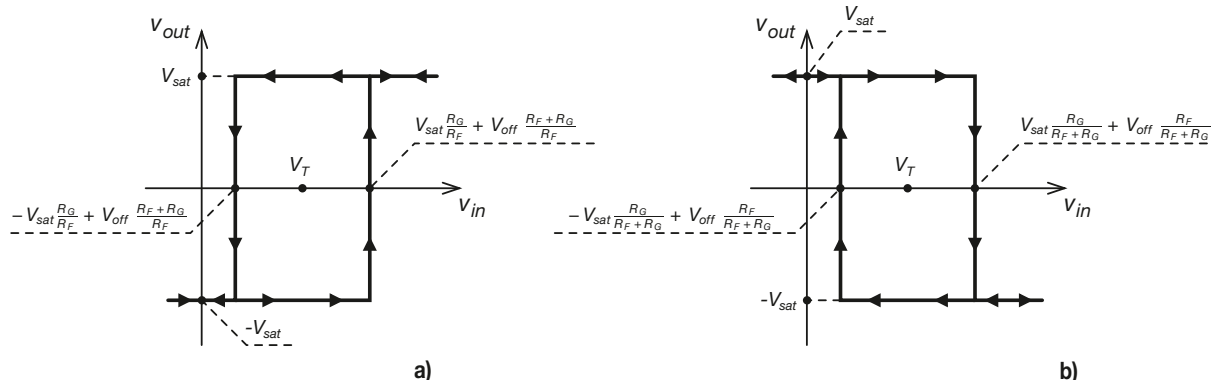 v_out
V_sat
V_sat R_G/R_F + V_off (R_F + R_G)/R_F
V_T
v_in
- V_sat R_G/R_F + V_off (R_F + R_G)/R_F
-V_sat
a)
v_out
V_sat
V_sat R_G/(R_F + R_G) + V_off R_F/(R_F + R_G)
V_T
v_in
- V_sat R_G/(R_F + R_G) + V_off R_F/(R_F + R_G)
-V_sat
b)